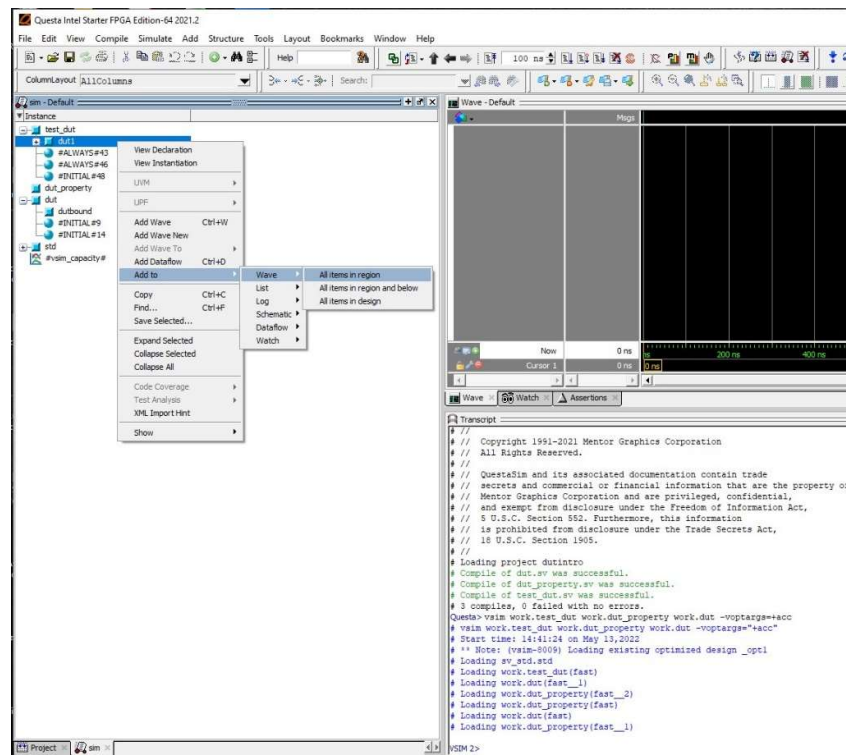 Questa Intel Starter FPGA Edition-64 2021.2
File Edit View Compile Simulate Add Structure Tools Layout Bookmarks Window Help
Help
100 ns
ColumnLayout AllColumns
Search:
sim - Default
Instance
test_dut
dut1
#ALWAYS#43
#ALWAYS#46
#INITIAL#48
dut_property
dut
dutbound
#INITIAL#9
#INITIAL#14
std
#vsim_capacity#
View Declaration
View Instantiation
UVM
UPF
Add Wave Ctrl+W
Add Wave New
Add Wave To
Add Dataflow Ctrl+D
Add to
Copy Ctrl+C
Find... Ctrl+F
Save Selected...
Expand Selected
Collapse Selected
Collapse All
Code Coverage
Test Analysis
XML Import Hint
Show
Wave
List
Log
Schematic
Dataflow
Watch
All items in region
All items in region and below
All items in design
Wave - Default
Msgs
Now 0 ns
Cursor 1 0 ns
ns 200 ns 400 ns
0 ns
Wave Watch Assertions
Transcript
# //
# // Copyright 1991-2021 Mentor Graphics Corporation
# // All Rights Reserved.
# //
# // QuestaSim and its associated documentation contain trade
# // secrets and commercial or financial information that are the property o
# // Mentor Graphics Corporation and are privileged, confidential,
# // and exempt from disclosure under the Freedom of Information Act,
# // 5 U.S.C. Section 552. Furthermore, this information
# // is prohibited from disclosure under the Trade Secrets Act,
# // 18 U.S.C. Section 1905.
# //
# Loading project dutintro
# Compile of dut.sv was successful.
# Compile of dut_property.sv was successful.
# Compile of test_dut.sv was successful.
# 3 compiles, 0 failed with no errors.
Questa> vsim work.test_dut work.dut_property work.dut -voptargs=+acc
# vsim work.test_dut work.dut_property work.dut -voptargs="+acc"
# Start time: 14:41:24 on May 13,2022
# ** Note: (vsim-8009) Loading existing optimized design _opt1
# Loading sv_std.std
# Loading work.test_dut(fast)
# Loading work.dut(fast__1)
# Loading work.dut_property(fast__2)
# Loading work.dut_property(fast)
# Loading work.dut(fast)
# Loading work.dut_property(fast__1)
VSIM 2>
Project sim